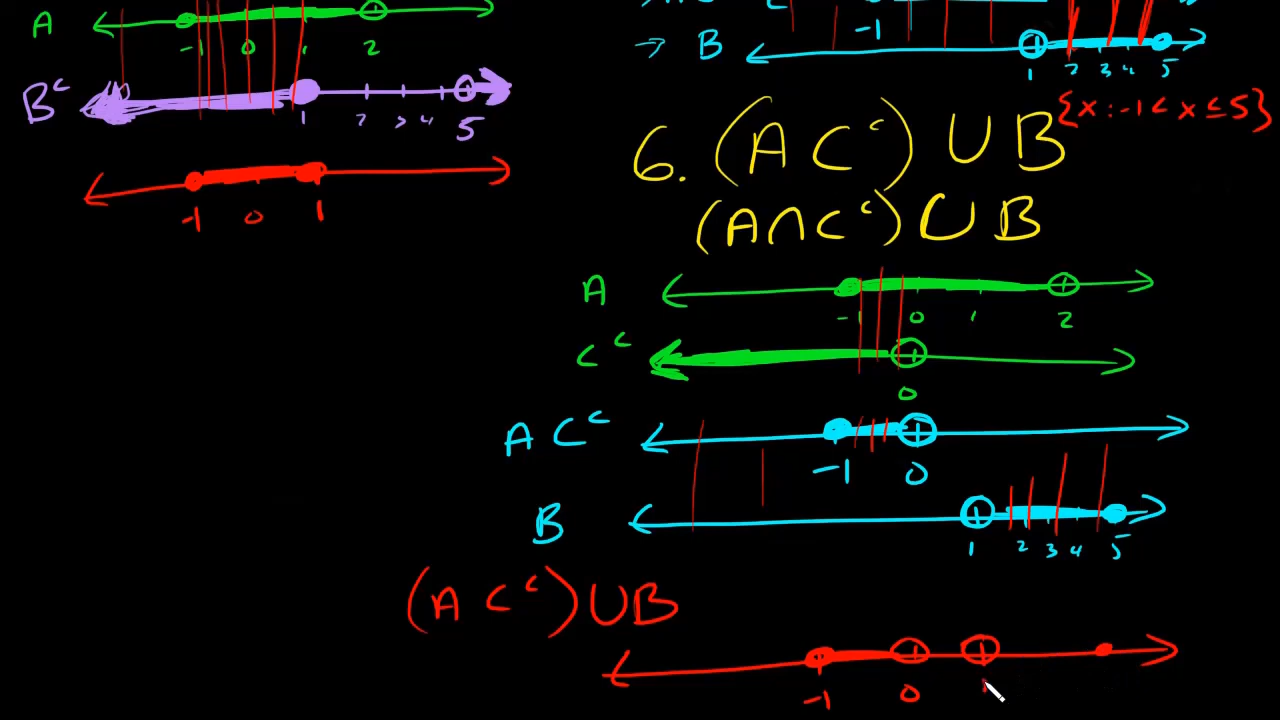 A
-1 0 2
B^c
1 2 3 4 5
-1 0 1
-1
→ B
1 2 3 4 5
{x : -1 < x ≤ 5}
6. (A C^c) ∪ B
(A ∩ C^c) ∪ B
A
-1 0 1 2
C^c
0
A C^c
-1 0
B
1 2 3 4 5
(A C^c) ∪ B
-1 0 1